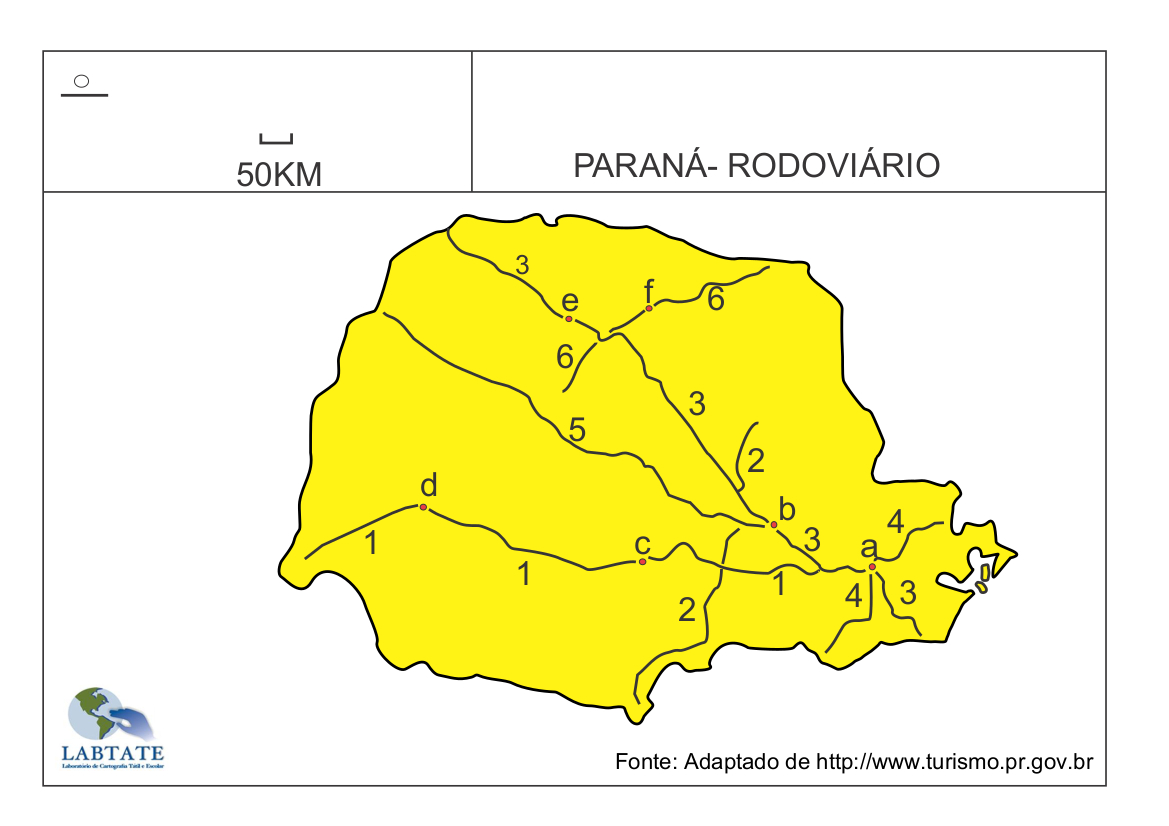 50KM
PARANÁ- RODOVIÁRIO
3
e
f
6
6
3
5
2
d
b
4
1
c
3
a
1
1
4
3
2
LABTATE
Laboratório de Cartografia Tátil e Escolar
Fonte: Adaptado de http://www.turismo.pr.gov.br